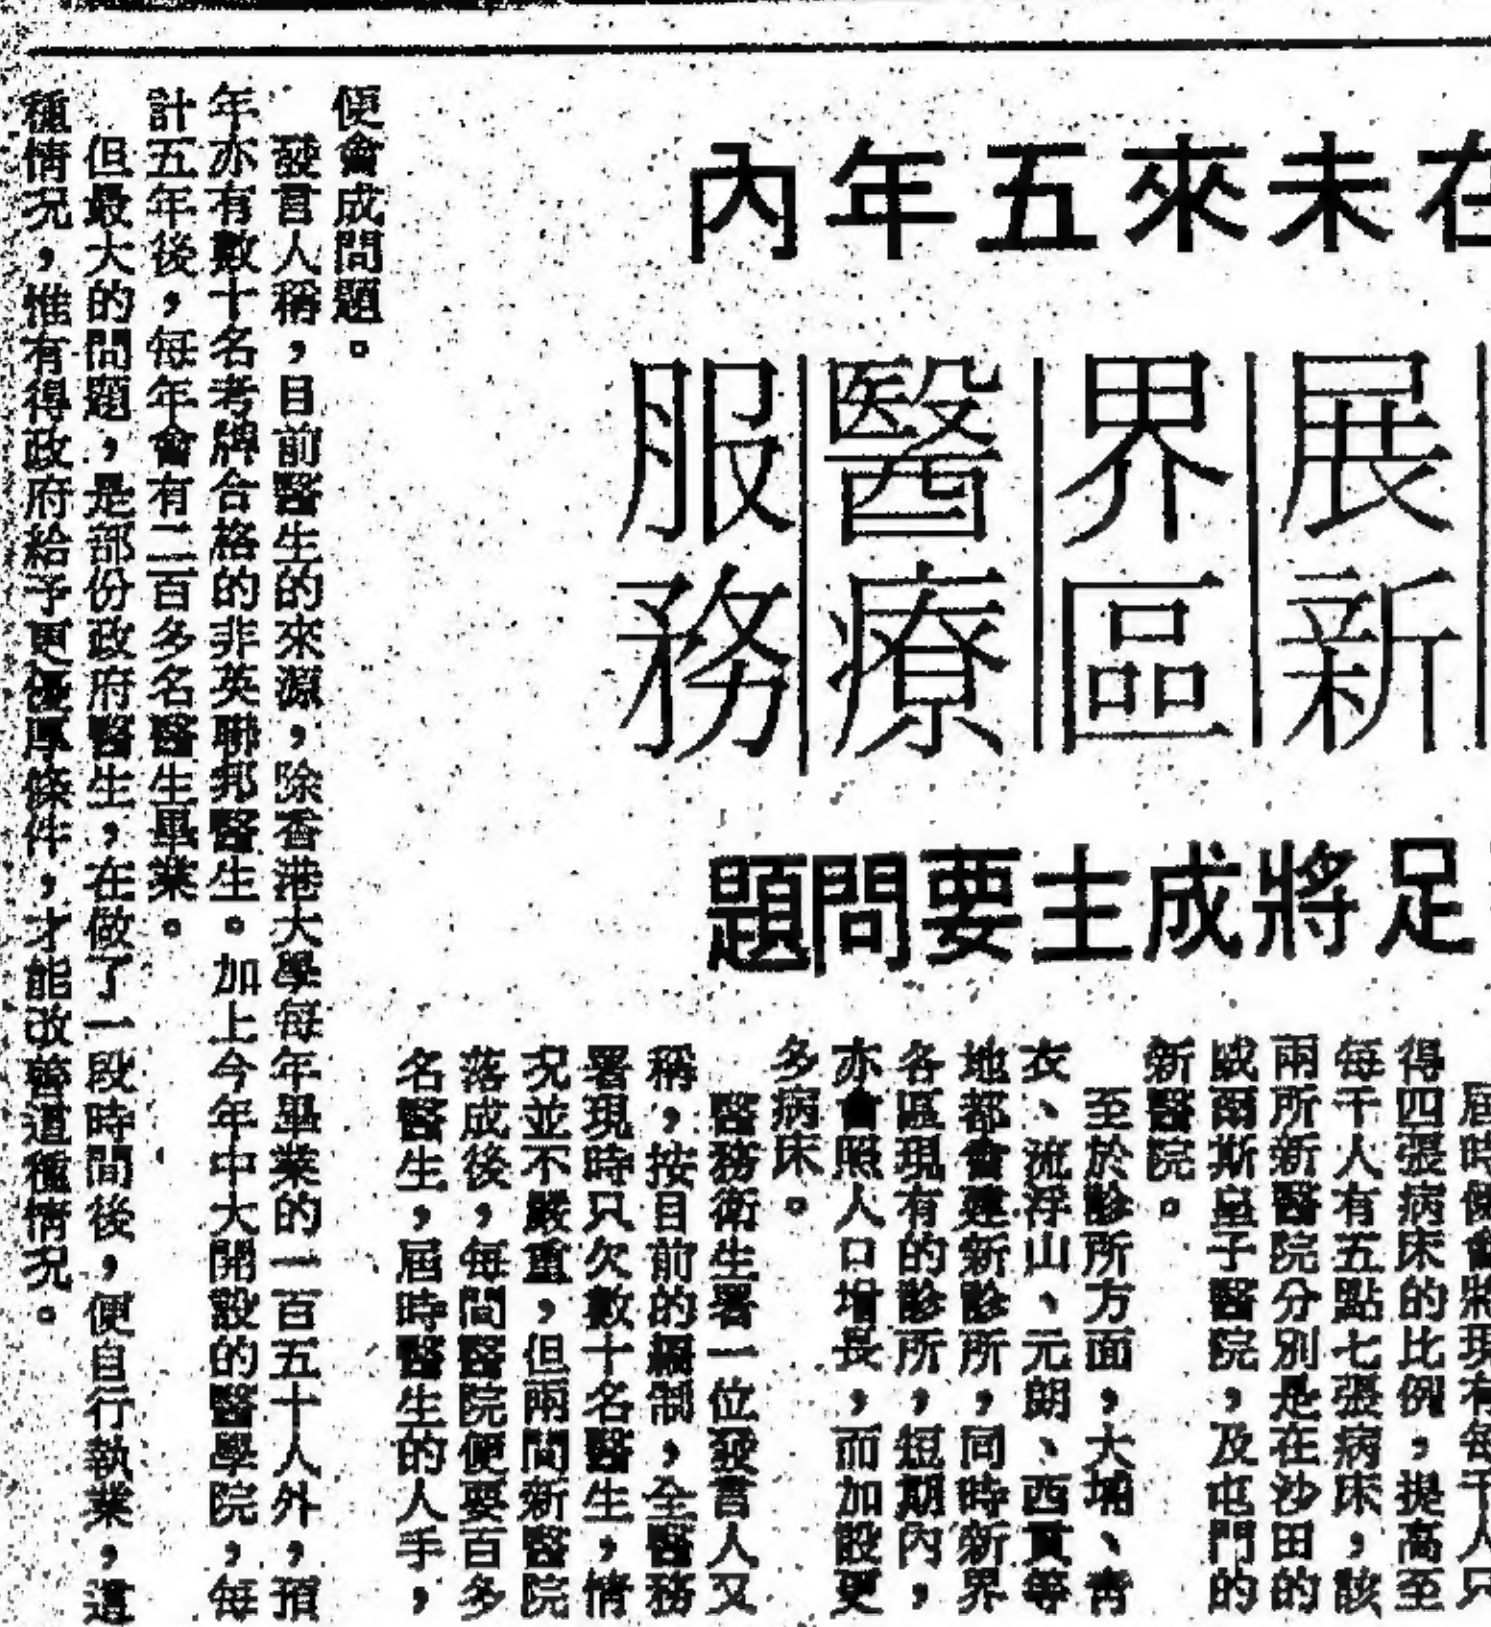 在未來五年內
展新
界區
醫療
服務
足將成主要問題
屆時便會將現有每千人只
得四張病床的比例，提高至
每千人有五點七張病床，該
兩所新醫院分別是在沙田的
威爾斯皇子醫院，及屯門的
新醫院。
至於診所方面，大埔、青
衣、流浮山、元朗、西貢等
地都會建新診所，同時新界
各區現有的診所，短期內，
亦會照人口增長，而加設更
多病床。
醫務衛生署一位發言人又
稱，按目前的編制，全醫務
署現時只欠數十名醫生，情
況並不嚴重，但兩間新醫院
落成後，每間醫院便要百多
名醫生，屆時醫生的人手，
便會成問題。
發言人稱，目前醫生的來源，除香港大學每年畢業的一百五十人外，預
年亦有數十名考牌合格的非英聯邦醫生。加上今年中大開設的醫學院，每
計五年後，每年會有二百多名醫生畢業。
但最大的問題，是部份政府醫生，在做了一段時間後，便自行執業，這
種情況，惟有得政府給予更優厚條件，才能改善這種情況。